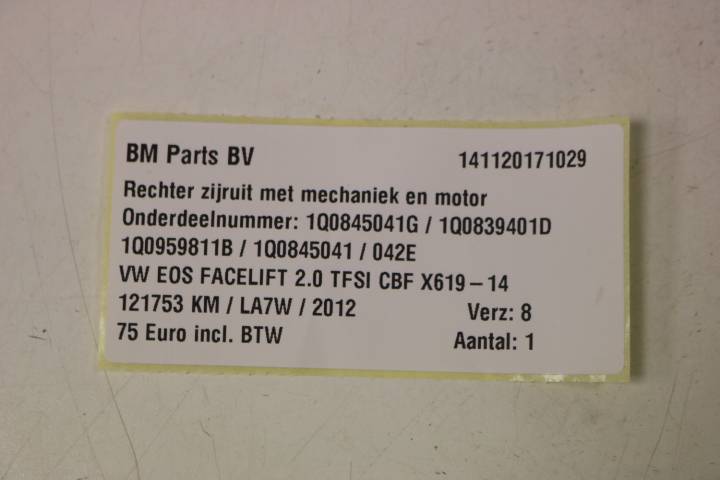 BM Parts BV 141120171029
Rechter zijruit met mechaniek en motor
Onderdeelnummer: 1Q0845041G / 1Q0839401D
1Q0959811B / 1Q0845041 / 042E
VW EOS FACELIFT 2.0 TFSI CBF X619-14
121753 KM / LA7W / 2012 Verz: 8
75 Euro incl. BTW Aantal: 1